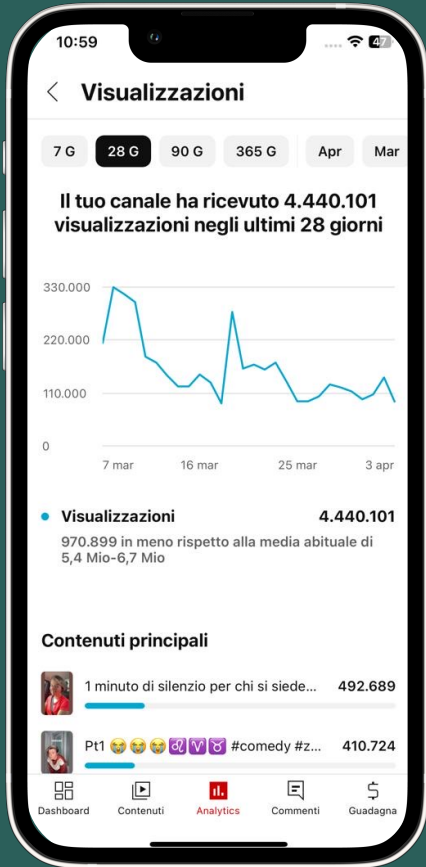 10:59
47
Visualizzazioni
7 G 28 G 90 G 365 G Apr Mar
Il tuo canale ha ricevuto 4.440.101
visualizzazioni negli ultimi 28 giorni
330.000
220.000
110.000
0
7 mar 16 mar 25 mar 3 apr
Visualizzazioni 4.440.101
970.899 in meno rispetto alla media abituale di
5,4 Mio-6,7 Mio
Contenuti principali
1 minuto di silenzio per chi si siede... 492.689
Pt1 😭😭😭♌♈♉ #comedy #z... 410.724
Dashboard Contenuti Analytics Commenti Guadagna